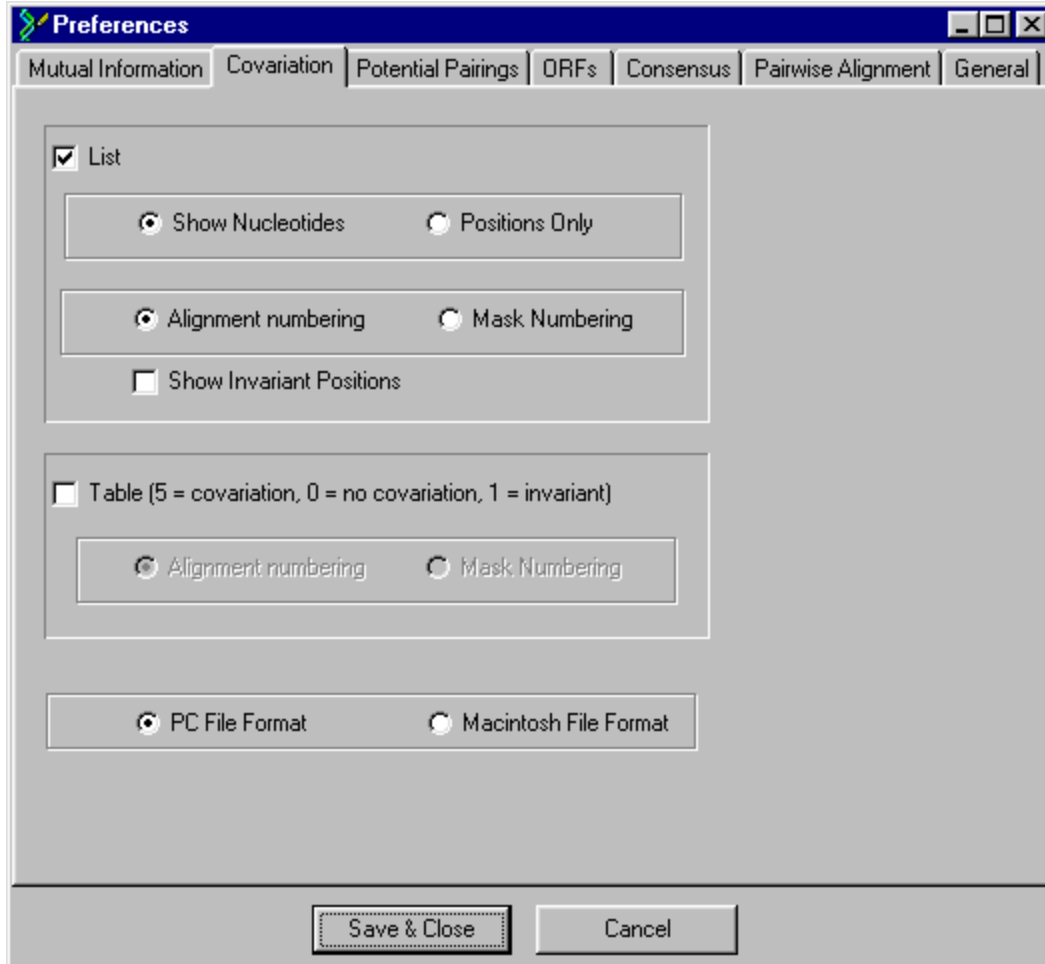 Preferences
Mutual Information Covariation Potential Pairings ORFs Consensus Pairwise Alignment General
List
Show Nucleotides Positions Only
Alignment numbering Mask Numbering
Show Invariant Positions
Table (5 = covariation, 0 = no covariation, 1 = invariant)
Alignment numbering Mask Numbering
PC File Format Macintosh File Format
Save & Close Cancel